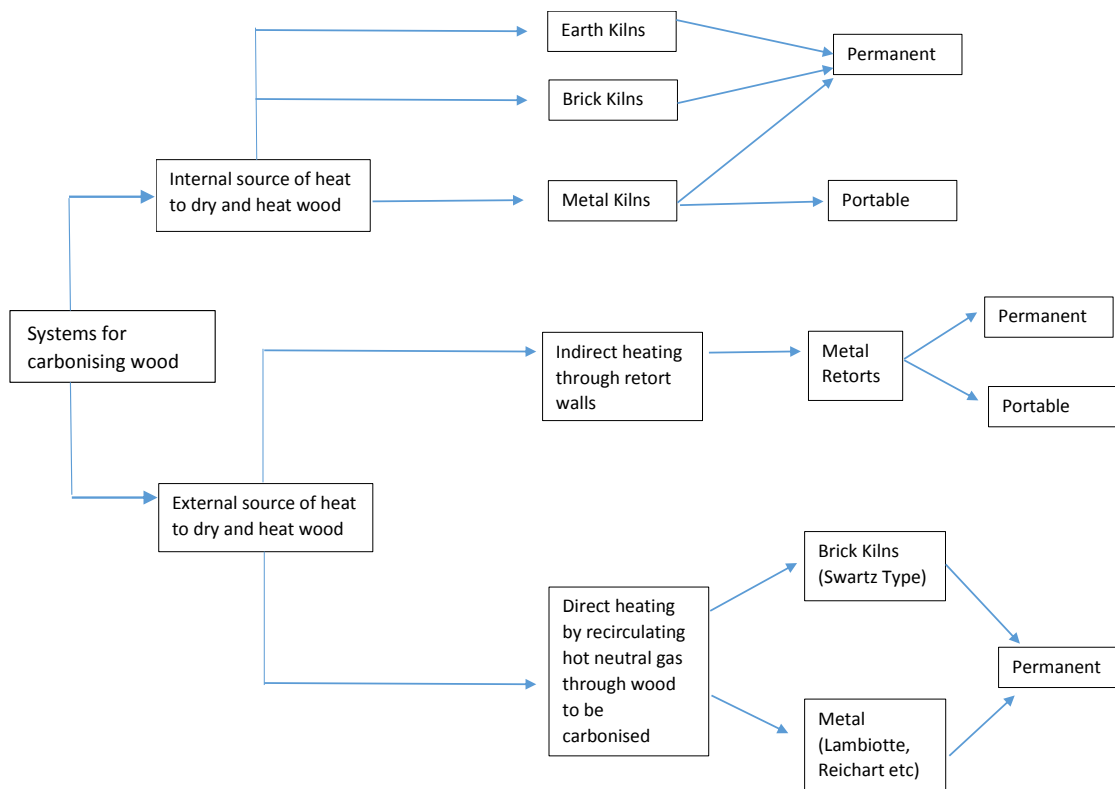 Earth Kilns
Permanent
Brick Kilns
Internal source of heat
to dry and heat wood
Metal Kilns
Portable
Systems for
carbonising wood
Permanent
Indirect heating
through retort
walls
Metal
Retorts
Portable
External source of heat
to dry and heat wood
Brick Kilns
(Swartz Type)
Direct heating
by recirculating
hot neutral gas
through wood
to be
carbonised
Permanent
Metal
(Lambiotte,
Reichart etc)